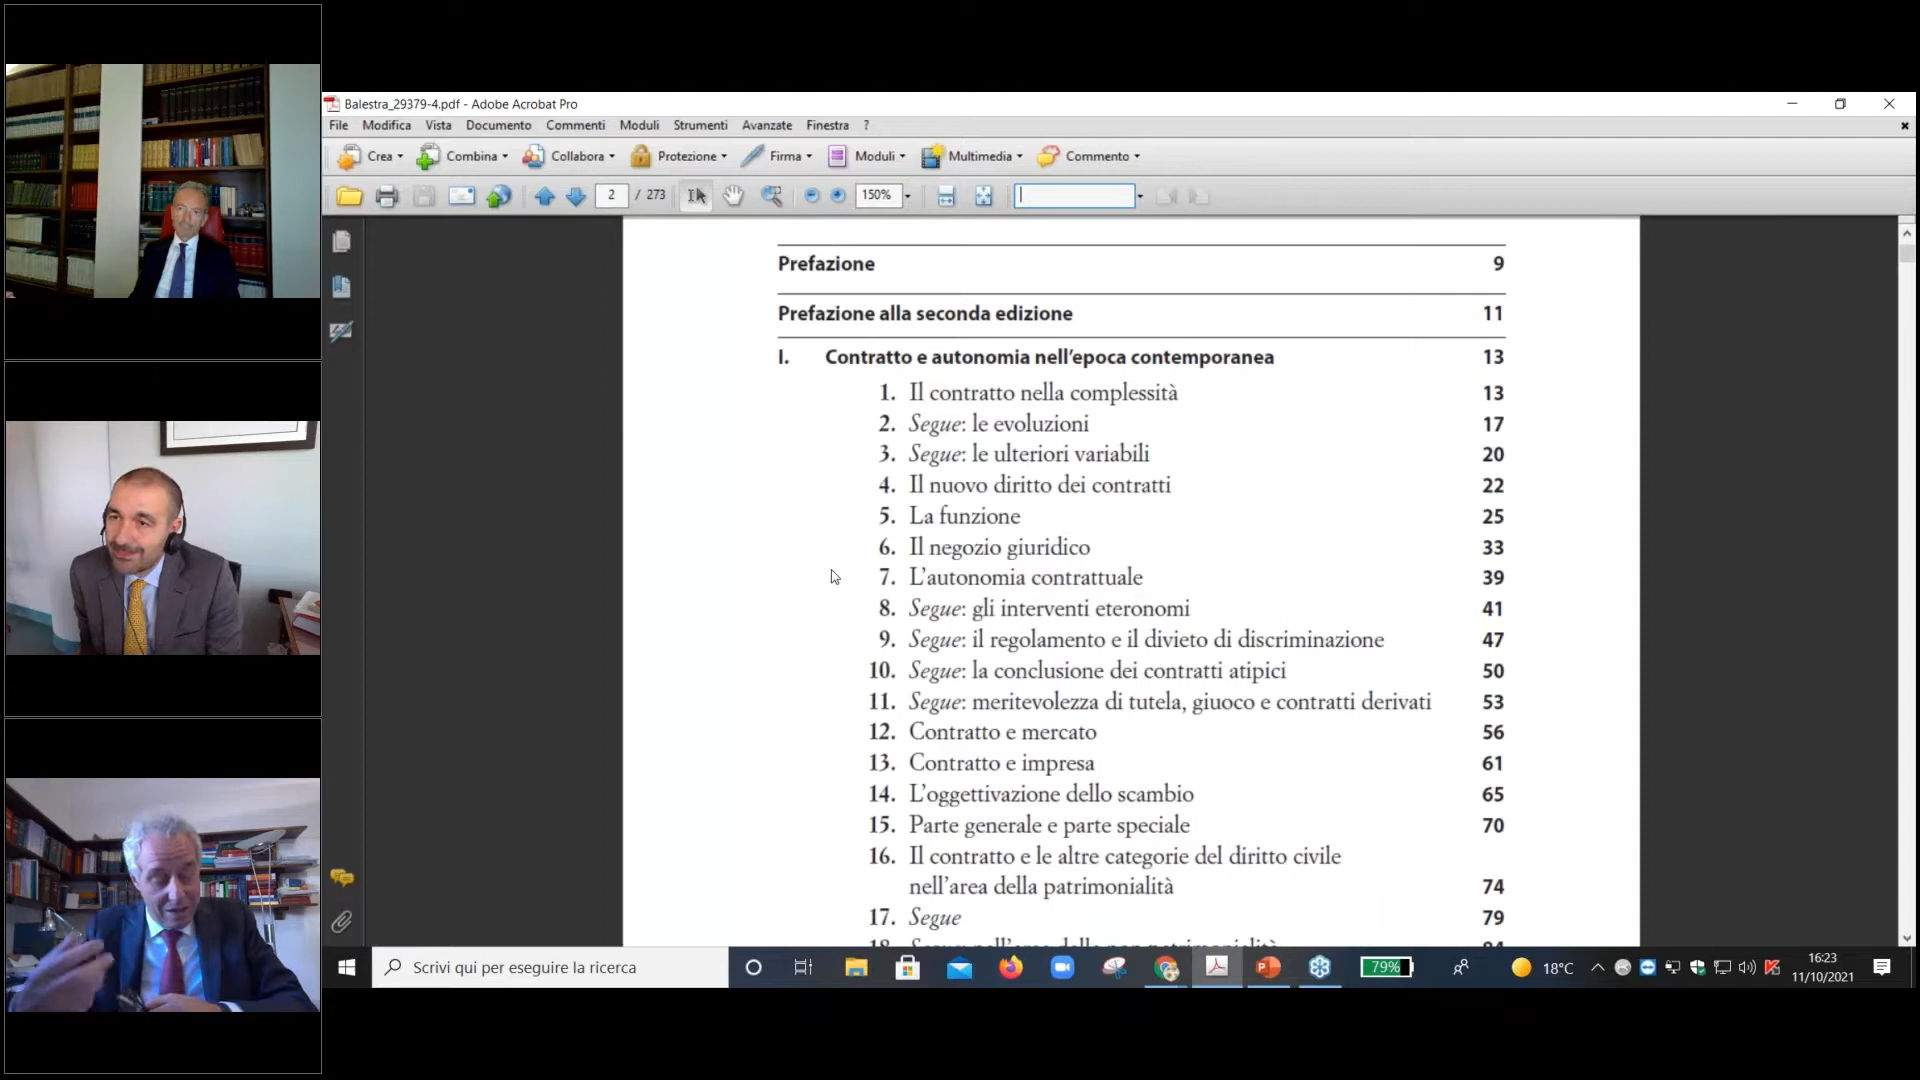 Balestra_29379-4.pdf - Adobe Acrobat Pro
File Modifica Vista Documento Commenti Moduli Strumenti Avanzate Finestra ?
Crea Combina Collabora Protezione Firma Moduli Multimedia Commento
2 / 273 150%
Prefazione 9
Prefazione alla seconda edizione 11
I. Contratto e autonomia nell’epoca contemporanea 13
1. Il contratto nella complessità 13
2. Segue: le evoluzioni 17
3. Segue: le ulteriori variabili 20
4. Il nuovo diritto dei contratti 22
5. La funzione 25
6. Il negozio giuridico 33
7. L’autonomia contrattuale 39
8. Segue: gli interventi eteronomi 41
9. Segue: il regolamento e il divieto di discriminazione 47
10. Segue: la conclusione dei contratti atipici 50
11. Segue: meritevolezza di tutela, giuoco e contratti derivati 53
12. Contratto e mercato 56
13. Contratto e impresa 61
14. L’oggettivazione dello scambio 65
15. Parte generale e parte speciale 70
16. Il contratto e le altre categorie del diritto civile
nell’area della patrimonialità 74
17. Segue 79
18. Segue: nell’area della non patrimonialità 84
Scrivi qui per eseguire la ricerca
79%
18°C
16:23
11/10/2021